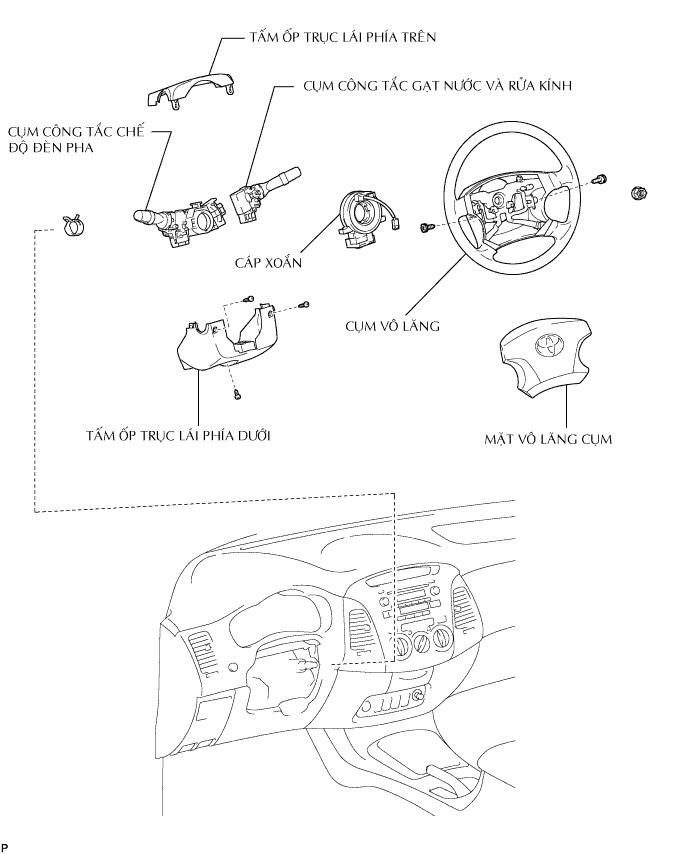 TẤM ỐP TRỤC LÁI PHÍA TRÊN
CỤM CÔNG TẮC GẠT NƯỚC VÀ RỬA KÍNH
CỤM CÔNG TẮC CHẾ
ĐỘ ĐÈN PHA
CÁP XOẮN
CỤM VÔ LĂNG
TẤM ỐP TRỤC LÁI PHÍA DƯỚI
MẶT VÔ LĂNG CỤM
P